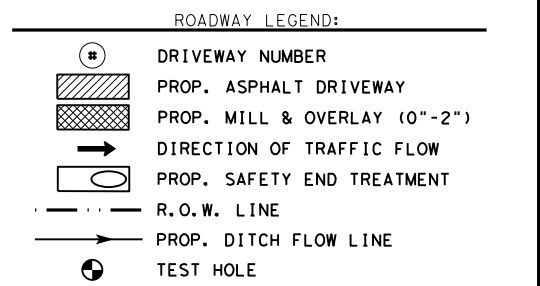 ROADWAY LEGEND:
# DRIVEWAY NUMBER
PROP. ASPHALT DRIVEWAY
PROP. MILL & OVERLAY (0"-2")
DIRECTION OF TRAFFIC FLOW
PROP. SAFETY END TREATMENT
R.O.W. LINE
PROP. DITCH FLOW LINE
TEST HOLE